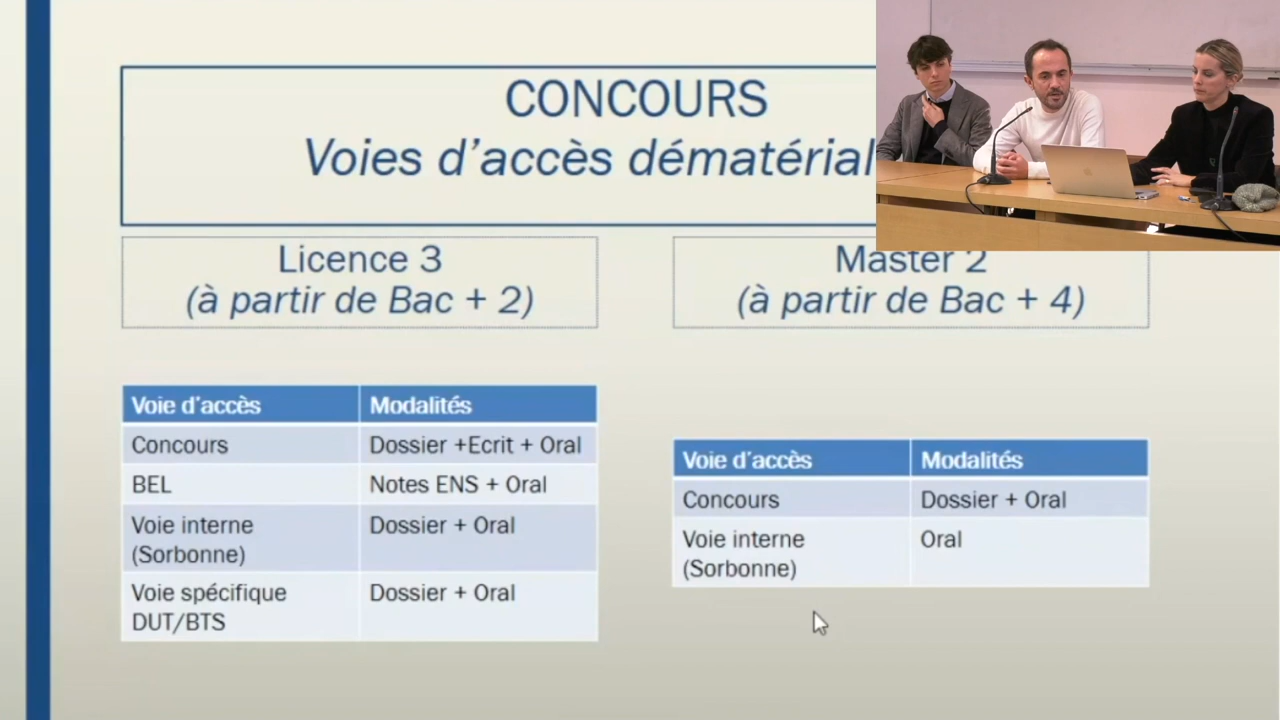 CONCOURS
Voies d'accès
Licence 3
(à partir de Bac + 2)
Master 2
(à partir de Bac + 4)
Voie d'accès Modalités
Concours Dossier +Ecrit + Oral
BEL Notes ENS + Oral
Voie interne Dossier + Oral
(Sorbonne)
Voie spécifique Dossier + Oral
DUT/BTS
Voie d'accès Modalités
Concours Dossier + Oral
Voie interne Oral
(Sorbonne)